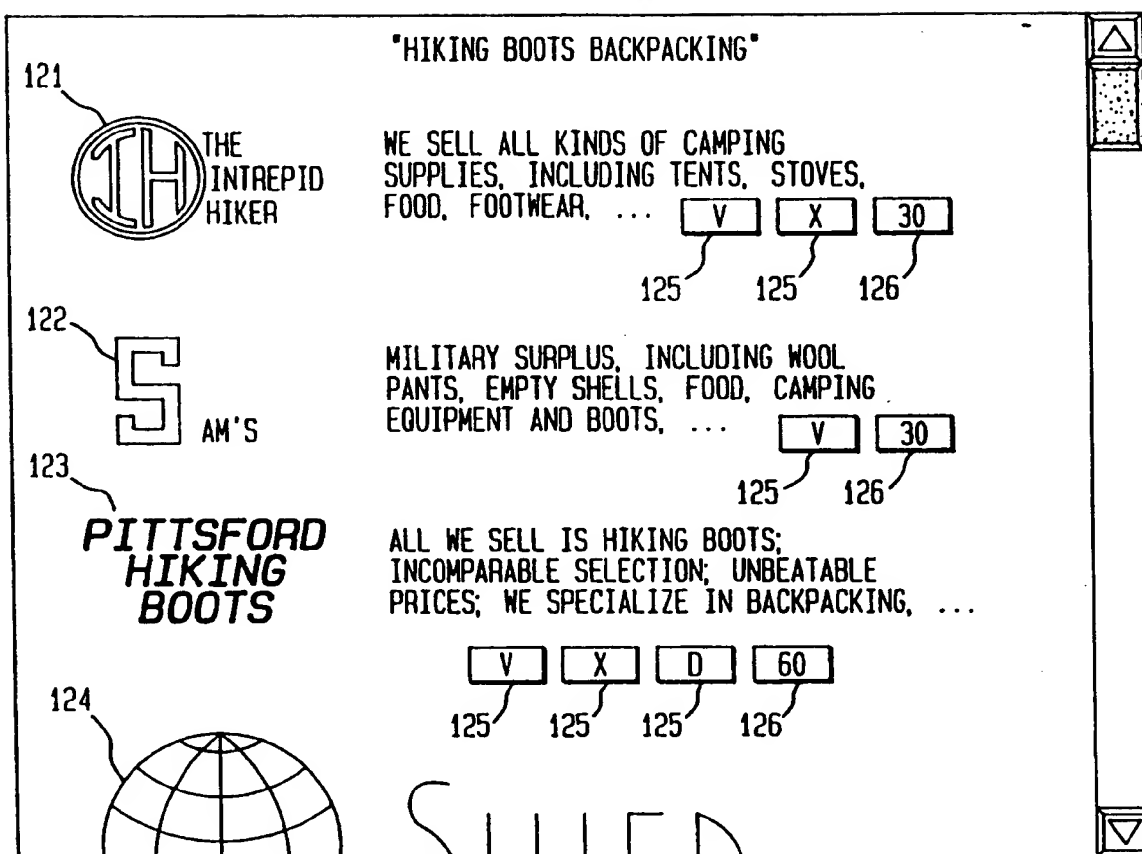 "HIKING BOOTS BACKPACKING"
121
IH
THE
INTREPID
HIKER
WE SELL ALL KINDS OF CAMPING
SUPPLIES, INCLUDING TENTS, STOVES,
FOOD, FOOTWEAR, ...
V X 30
125 125 126
122
S
AM'S
MILITARY SURPLUS, INCLUDING WOOL
PANTS, EMPTY SHELLS, FOOD, CAMPING
EQUIPMENT AND BOOTS, ...
V 30
125 126
123
PITTSFORD
HIKING
BOOTS
ALL WE SELL IS HIKING BOOTS;
INCOMPARABLE SELECTION; UNBEATABLE
PRICES; WE SPECIALIZE IN BACKPACKING, ...
V X D 60
125 125 125 126
124